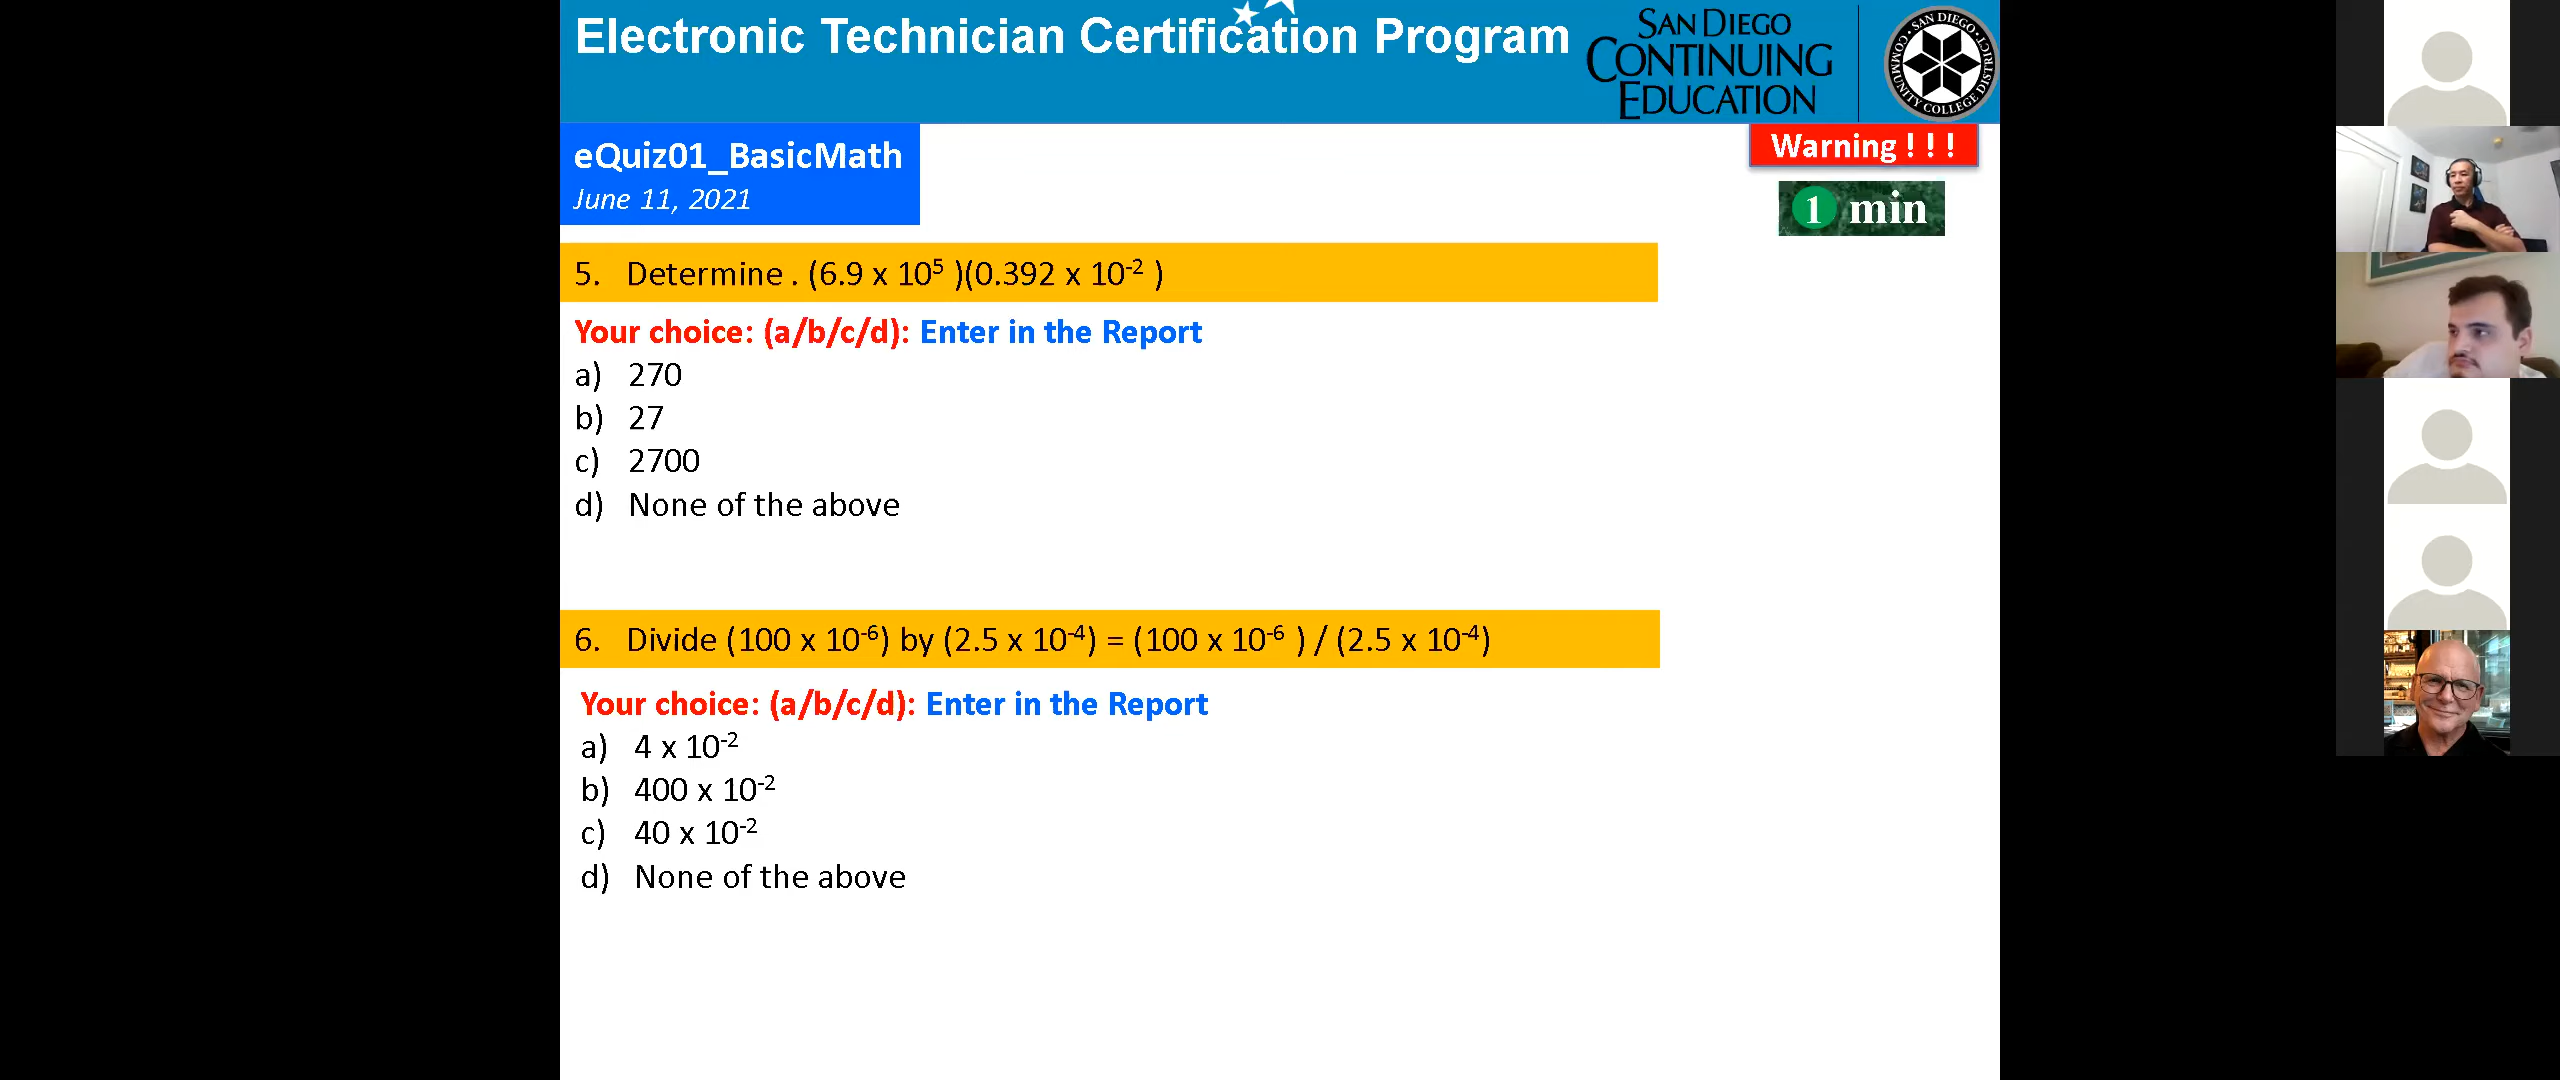 Electronic Technician Certification Program
SAN DIEGO
CONTINUING
EDUCATION
SAN DIEGO
COMMUNITY COLLEGE DISTRICT
eQuiz01_BasicMath
June 11, 2021
Warning ! ! !
1 min
5. Determine . (6.9 x 10⁵ )(0.392 x 10⁻² )
Your choice: (a/b/c/d): Enter in the Report
a) 270
b) 27
c) 2700
d) None of the above
6. Divide (100 x 10⁻⁶) by (2.5 x 10⁻⁴) = (100 x 10⁻⁶ ) / (2.5 x 10⁻⁴)
Your choice: (a/b/c/d): Enter in the Report
a) 4 x 10⁻²
b) 400 x 10⁻²
c) 40 x 10⁻²
d) None of the above